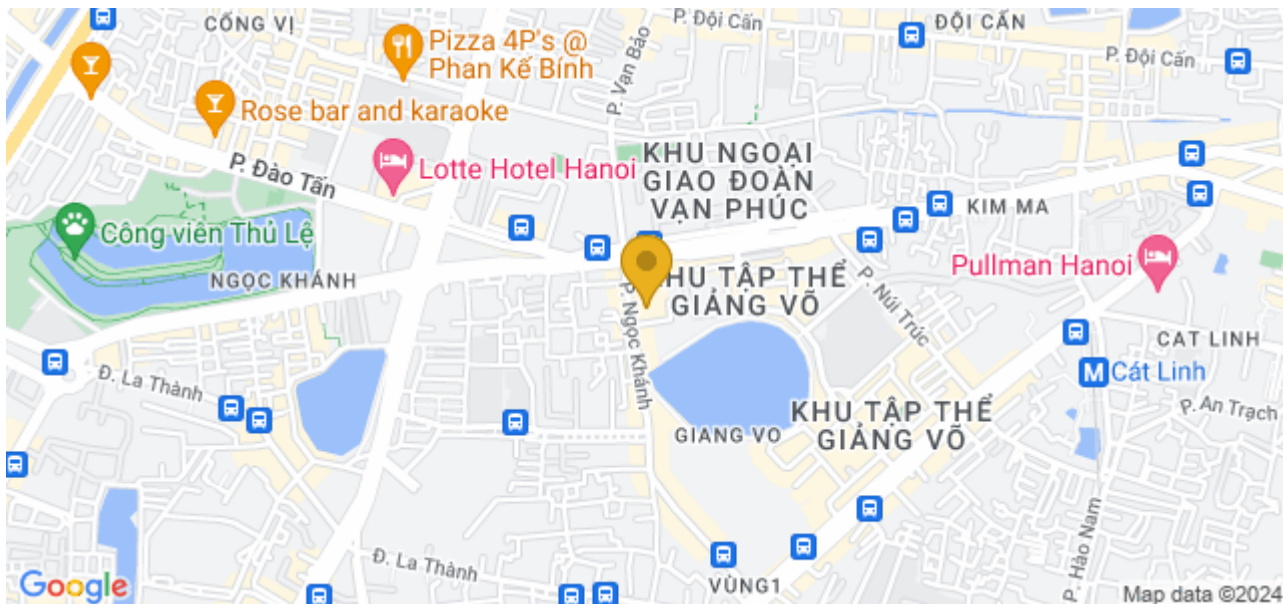 CỐNG VỊ
Pizza 4P's @
Phan Kế Bính
P. Vạn Bảo
P. Đội Cấn
ĐỘI CẤN
P. Đội Cấn
Rose bar and karaoke
P. Đào Tấn
Lotte Hotel Hanoi
KHU NGOẠI
GIAO ĐOÀN
VẠN PHÚC
KIM MA
Công viên Thủ Lệ
NGỌC KHÁNH
Pullman Hanoi
KHU TẬP THỂ
GIẢNG VÕ
P. Núi Trúc
P. Ngọc Khánh
CAT LINH
M Cát Linh
Đ. La Thành
P. An Trạch
KHU TẬP THỂ
GIẢNG VÕ
GIANG VO
P. Hào Nam
Đ. La Thành
VÙNG1
Google
Map data ©2024